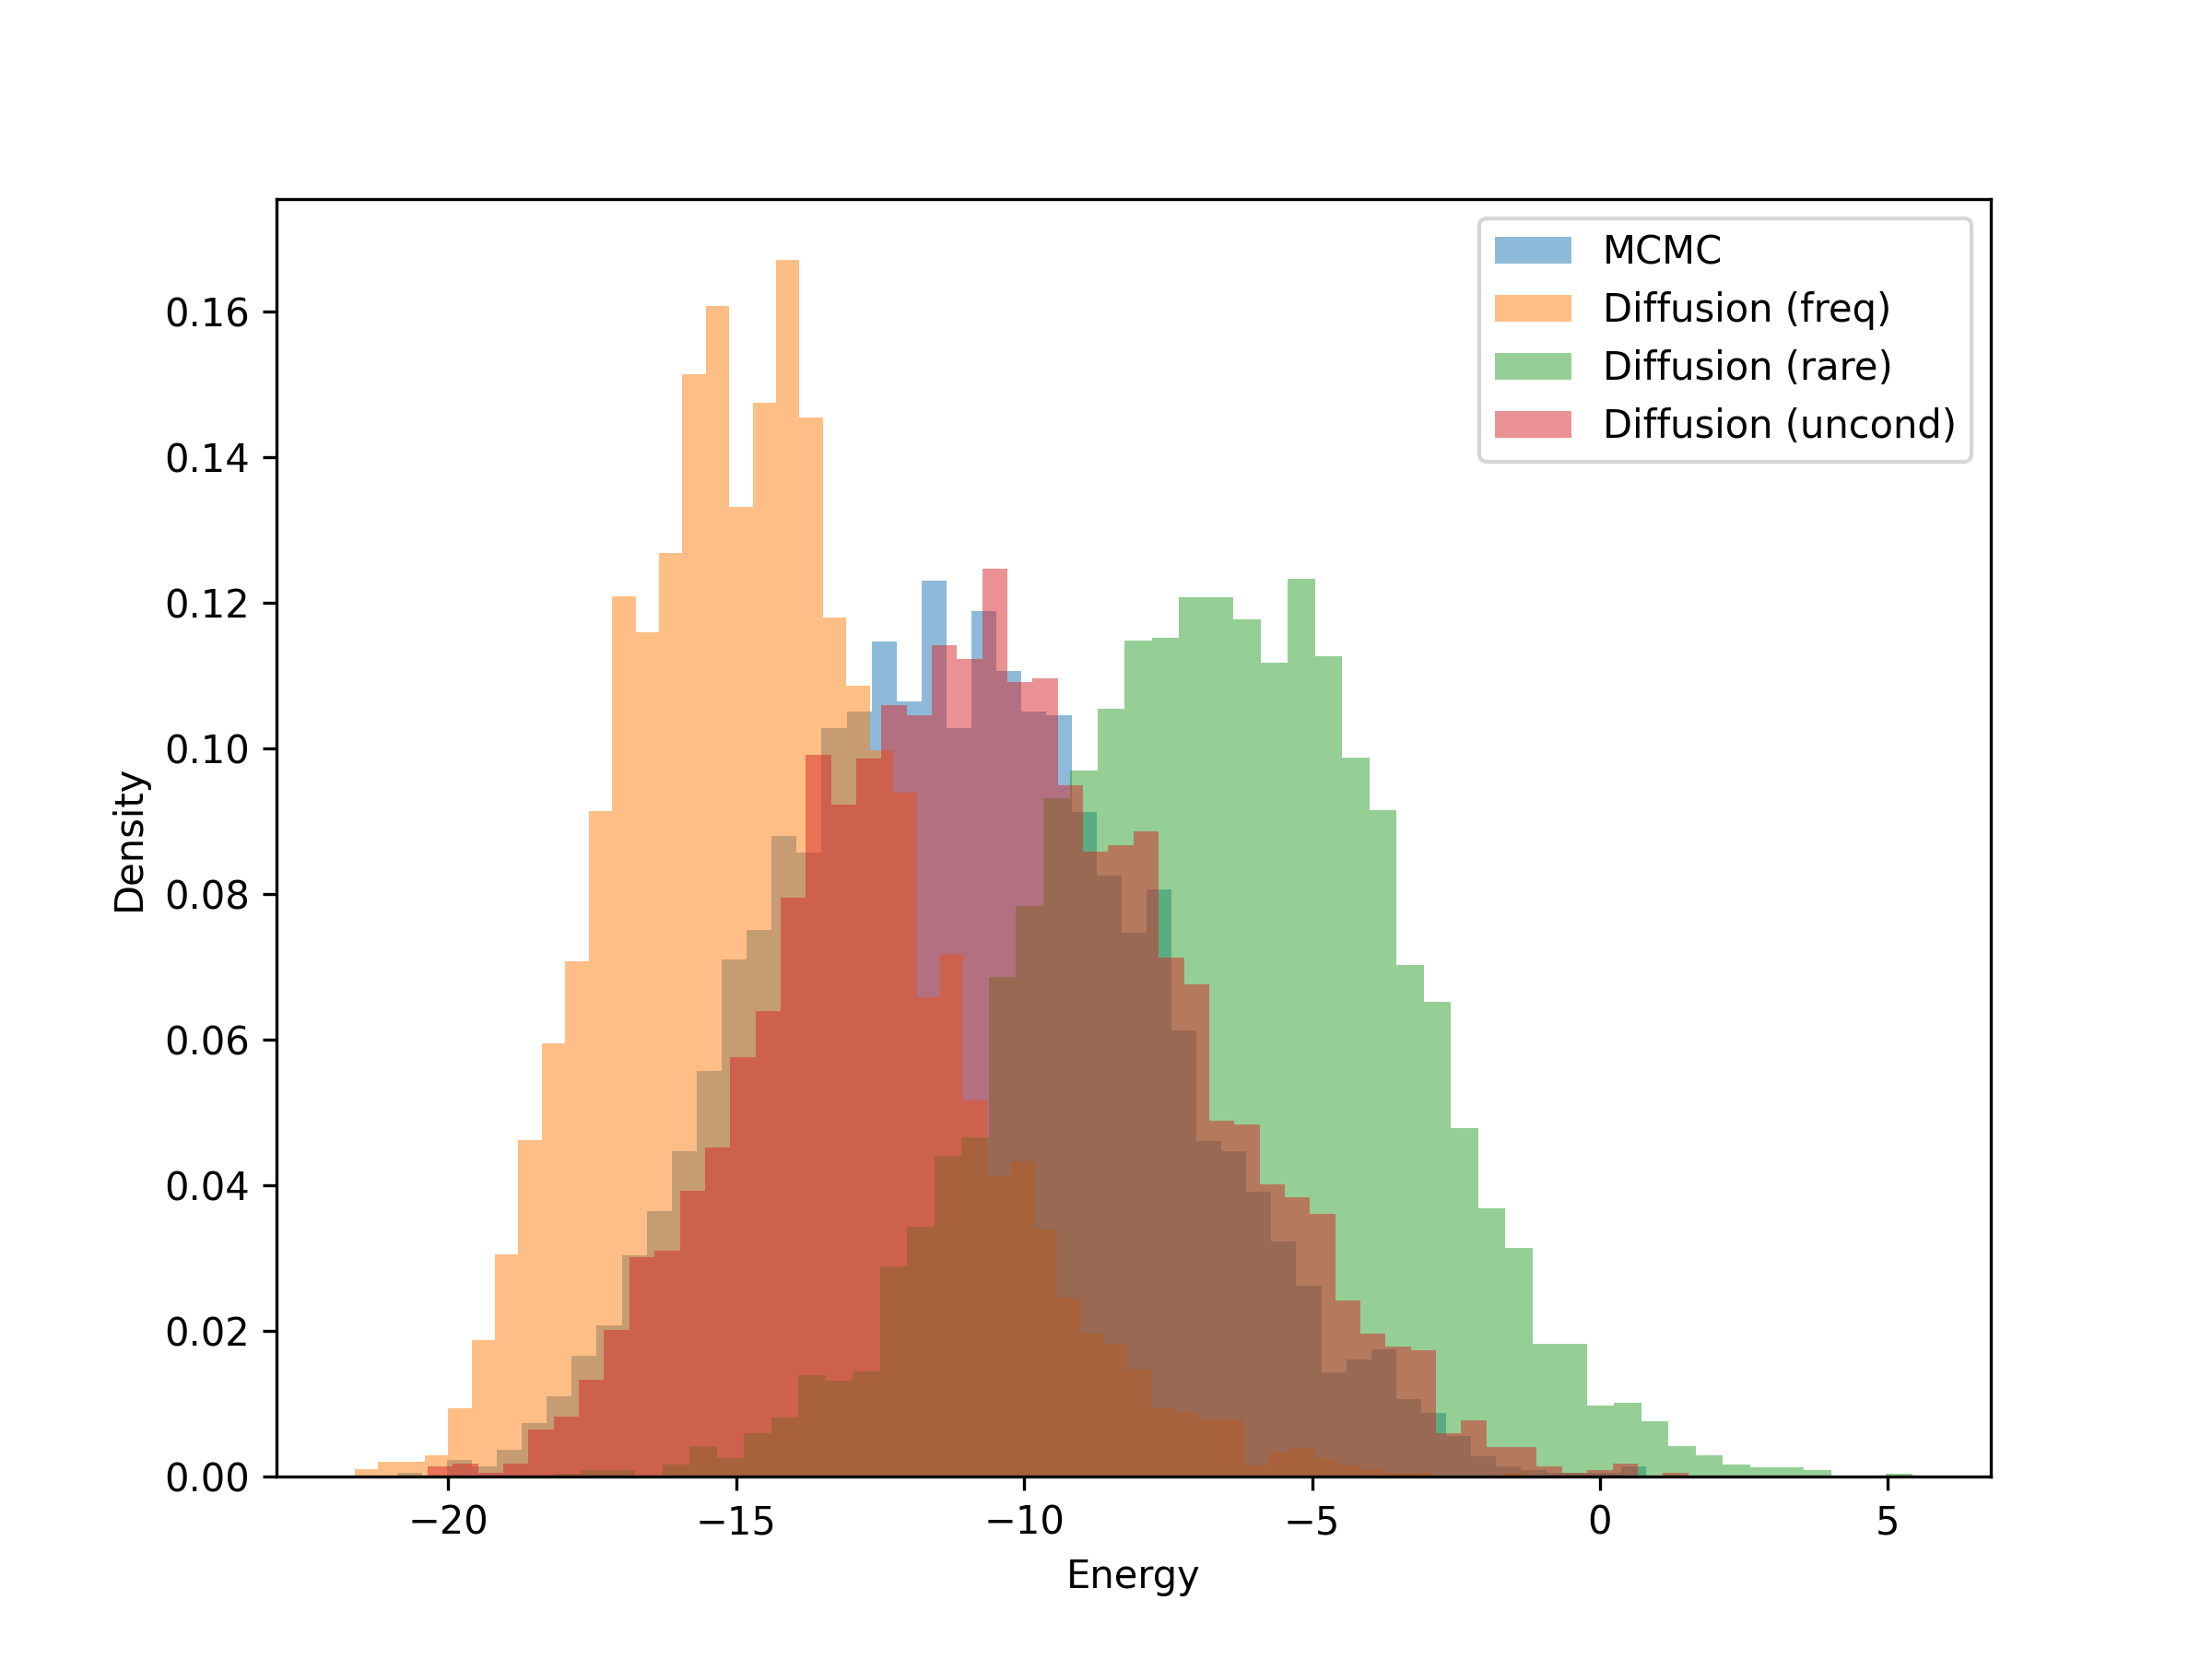 MCMC
Diffusion (freq)
Diffusion (rare)
Diffusion (uncond)
0.16
0.14
0.12
0.10
0.08
0.06
0.04
0.02
0.00
Density
−20 −15 −10 −5 0 5
Energy